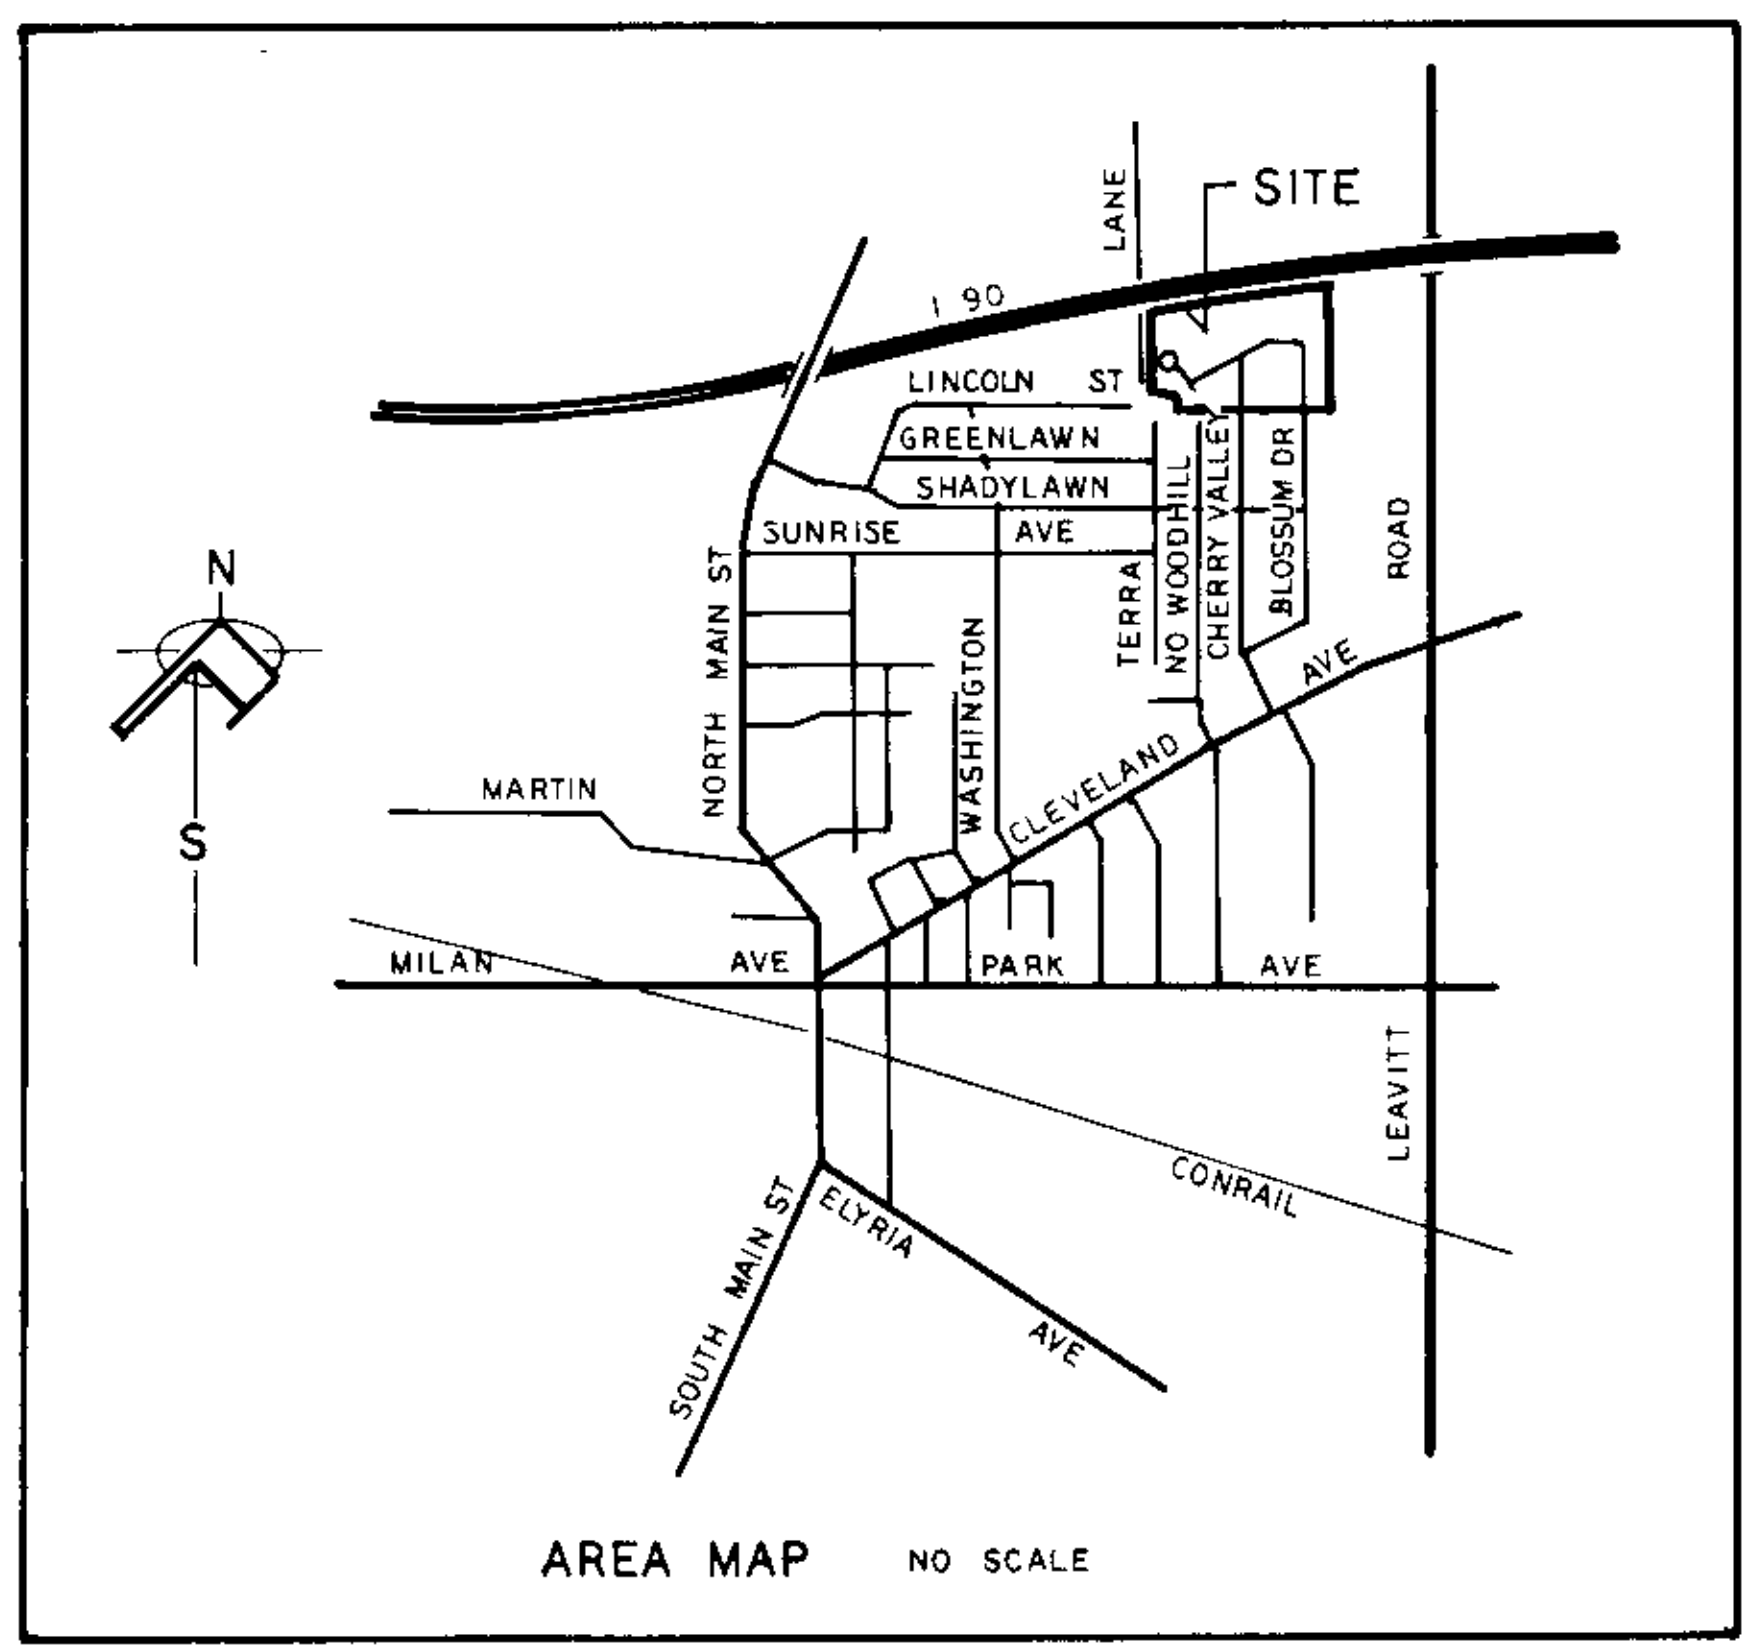 SITE
LANE
I 90
LINCOLN ST
GREENLAWN
SHADYLAWN
SUNRISE AVE
NORTH MAIN ST
WASHINGTON
TERRA
NO WOODHILL
CHERRY VALLEY
BLOSSUM DR
ROAD
N
S
MARTIN
CLEVELAND AVE
MILAN AVE
PARK AVE
LEAVITT
CONRAIL
ELYRIA AVE
SOUTH MAIN ST
AREA MAP NO SCALE